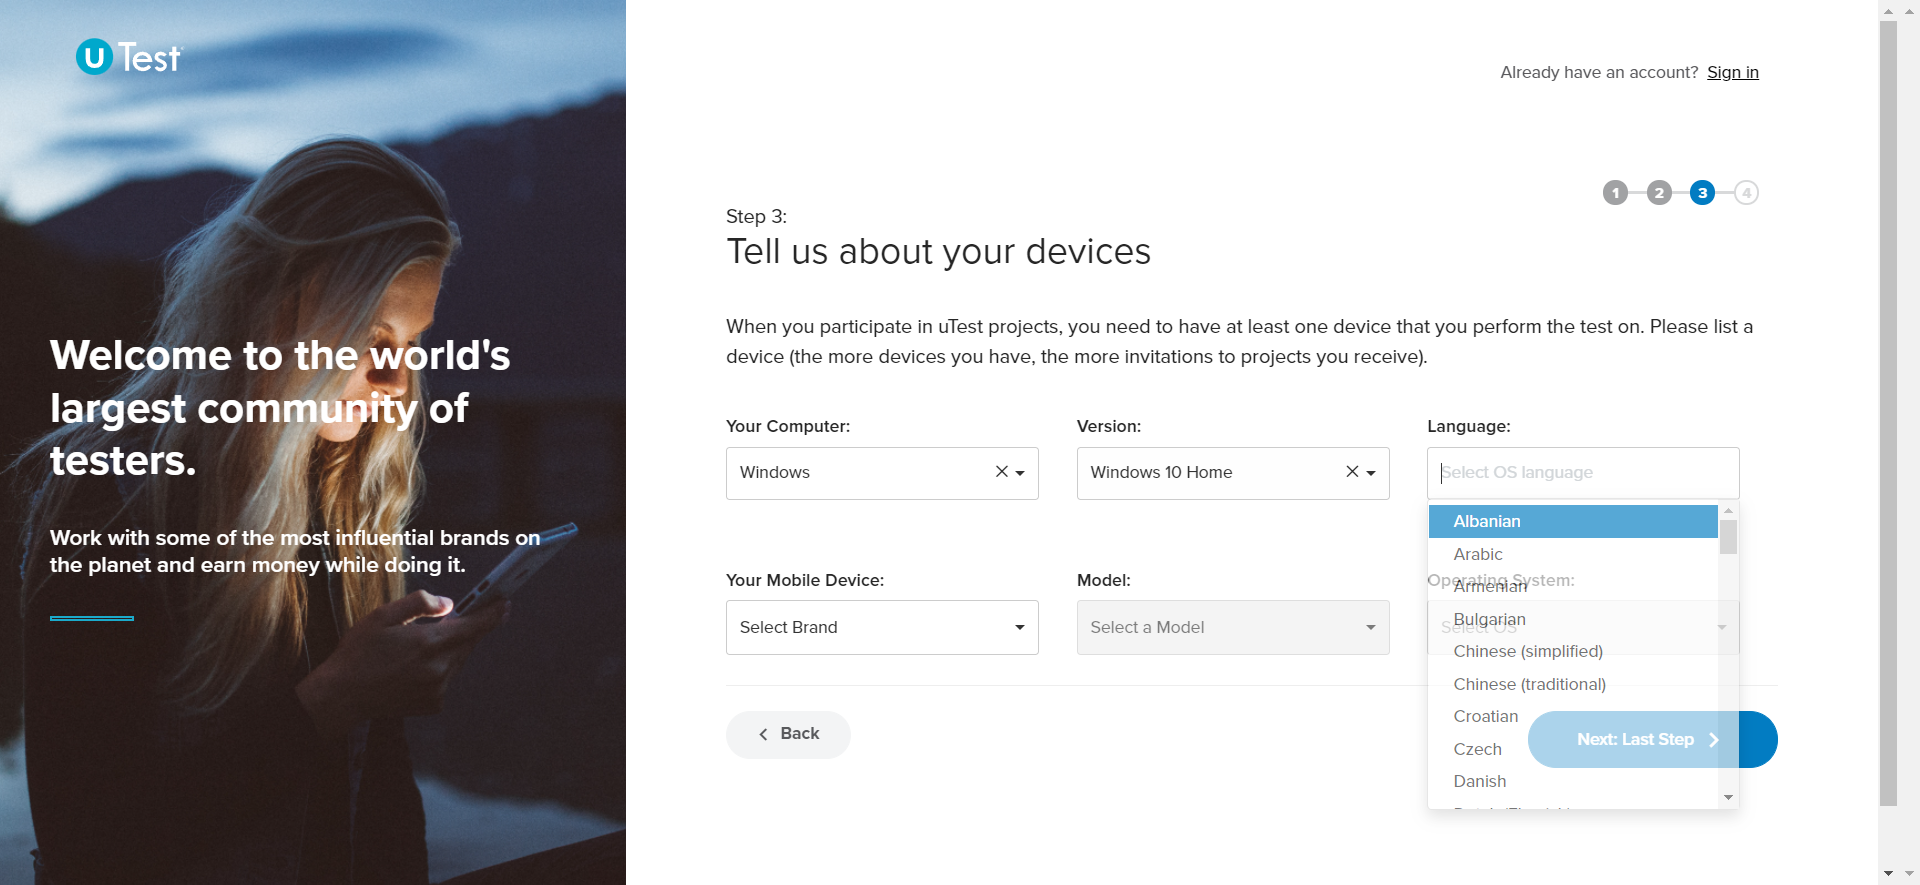 U Test
Already have an account? Sign in
1 2 3 4
Step 3:
Tell us about your devices
When you participate in uTest projects, you need to have at least one device that you perform the test on. Please list a
device (the more devices you have, the more invitations to projects you receive).
Welcome to the world's
largest community of
testers.
Work with some of the most influential brands on
the planet and earn money while doing it.
Your Computer:
Windows
Version:
Windows 10 Home
Language:
Select OS language
Albanian
Arabic
Armenian
Bulgarian
Chinese (simplified)
Chinese (traditional)
Croatian
Czech
Danish
Your Mobile Device:
Select Brand
Model:
Select a Model
Operating System:
Select OS
Back
Next: Last Step